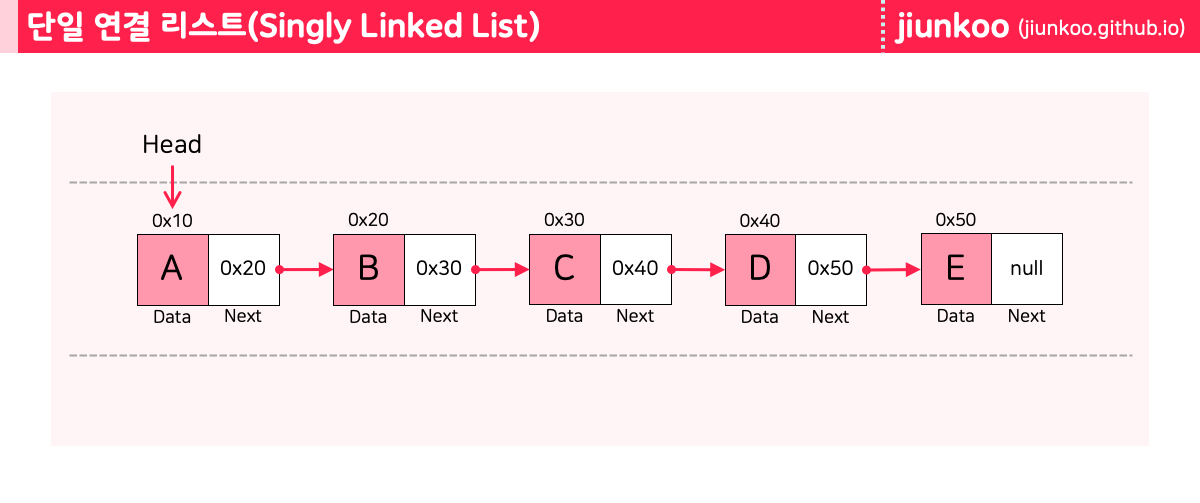 단일 연결 리스트(Singly Linked List)
jiunkoo (jiunkoo.github.io)
Head
0x10 0x20 0x30 0x40 0x50
A 0x20 B 0x30 C 0x40 D 0x50 E null
Data Next Data Next Data Next Data Next Data Next